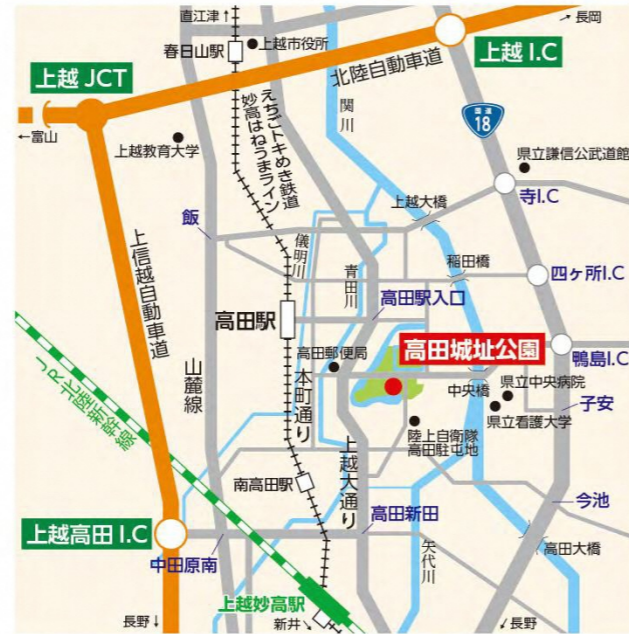 直江津↑
→長岡
春日山駅
上越市役所
上越 I.C
上越 JCT
北陸自動車道
国道
18
←富山
上越教育大学
えちごトキめき鉄道
妙高はねうまライン
関川
県立謙信公武道館
寺I.C
上越大橋
飯
儀明川
青田川
稲田橋
四ヶ所I.C
上信越自動車道
高田駅入口
高田駅
高田城址公園
高田郵便局
鴨島I.C
JR北陸新幹線
山麓線
本町通り
中央橋
県立中央病院
県立看護大学
子安
陸上自衛隊
高田駐屯地
上越大通り
南高田駅
今池
上越高田 I.C
高田新田
中田原南
矢代川
高田大橋
上越妙高駅
長野↓
新井↘
↙長野